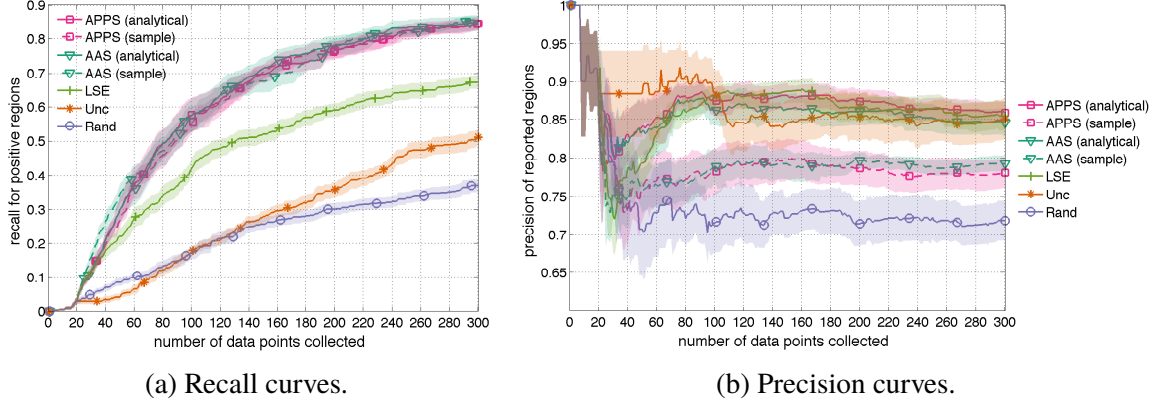 0.9
0.8
0.7
0.6
0.5
0.4
0.3
0.2
0.1
0
recall for positive regions
APPS (analytical)
APPS (sample)
AAS (analytical)
AAS (sample)
LSE
Unc
Rand
0 20 40 60 80 100 120 140 160 180 200 220 240 260 280 300
number of data points collected
(a) Recall curves.
1
0.95
0.9
0.85
0.8
0.75
0.7
0.65
precision of reported regions
0 20 40 60 80 100 120 140 160 180 200 220 240 260 280 300
number of data points collected
APPS (analytical)
APPS (sample)
AAS (analytical)
AAS (sample)
LSE
Unc
Rand
(b) Precision curves.